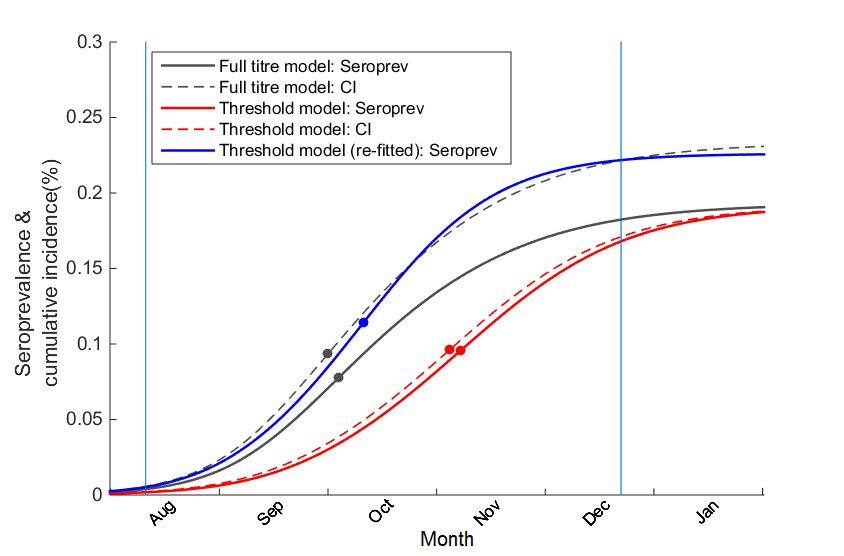 0.3
Full titre model: Seroprev
Full titre model: CI
Threshold model: Seroprev
Threshold model: CI
Threshold model (re-fitted): Seroprev
0.25
0.2
0.15
0.1
0.05
0
Seroprevalence &
cumulative incidence(%)
Aug
Sep
Oct
Nov
Dec
Jan
Month